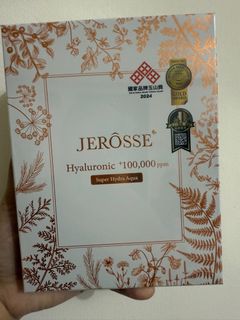 國家品牌玉山獎
2024
JERÔSSE®
Hyaluronic +100,000 ppm
Super Hydra Aqua